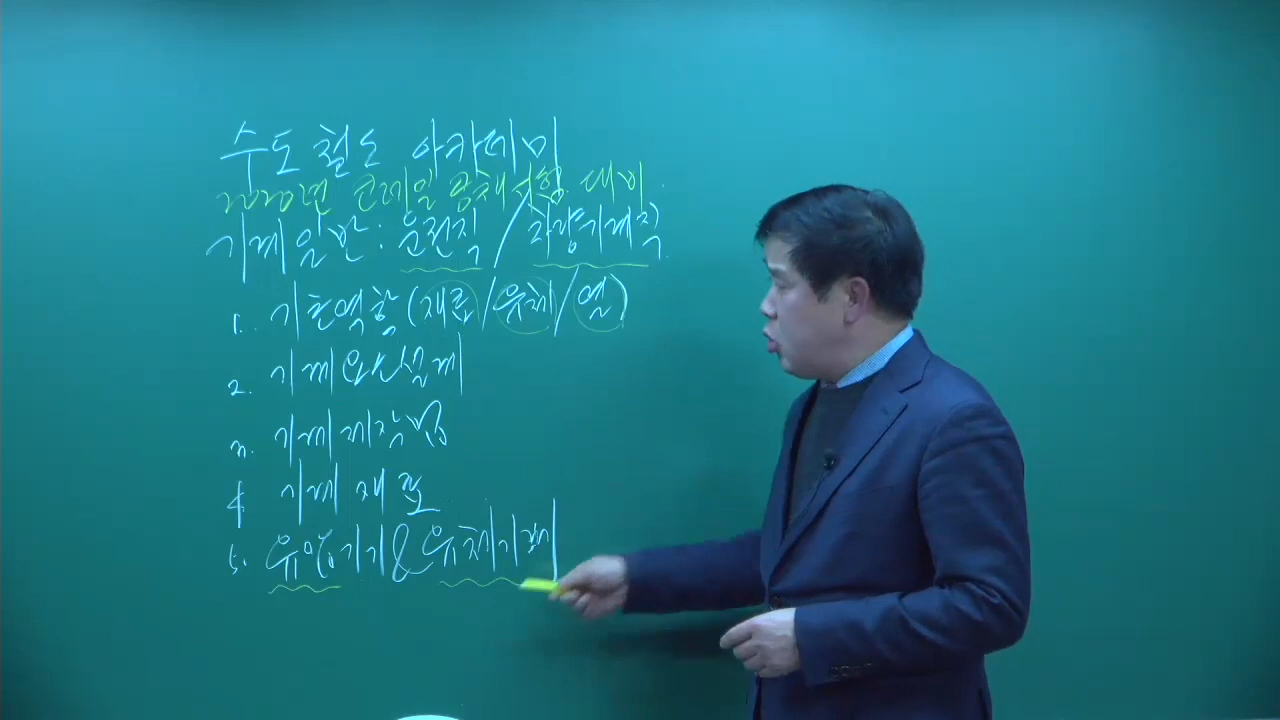 수도 철도 아카데미
2020년 코레일 공채시험 대비.
기계일반 : 운전직 / 차량기계직
1. 기초역학 (재료/유체/열)
2. 기계요소설계
3. 기계제작법
4. 기계재료
5. 유압기기&유체기계